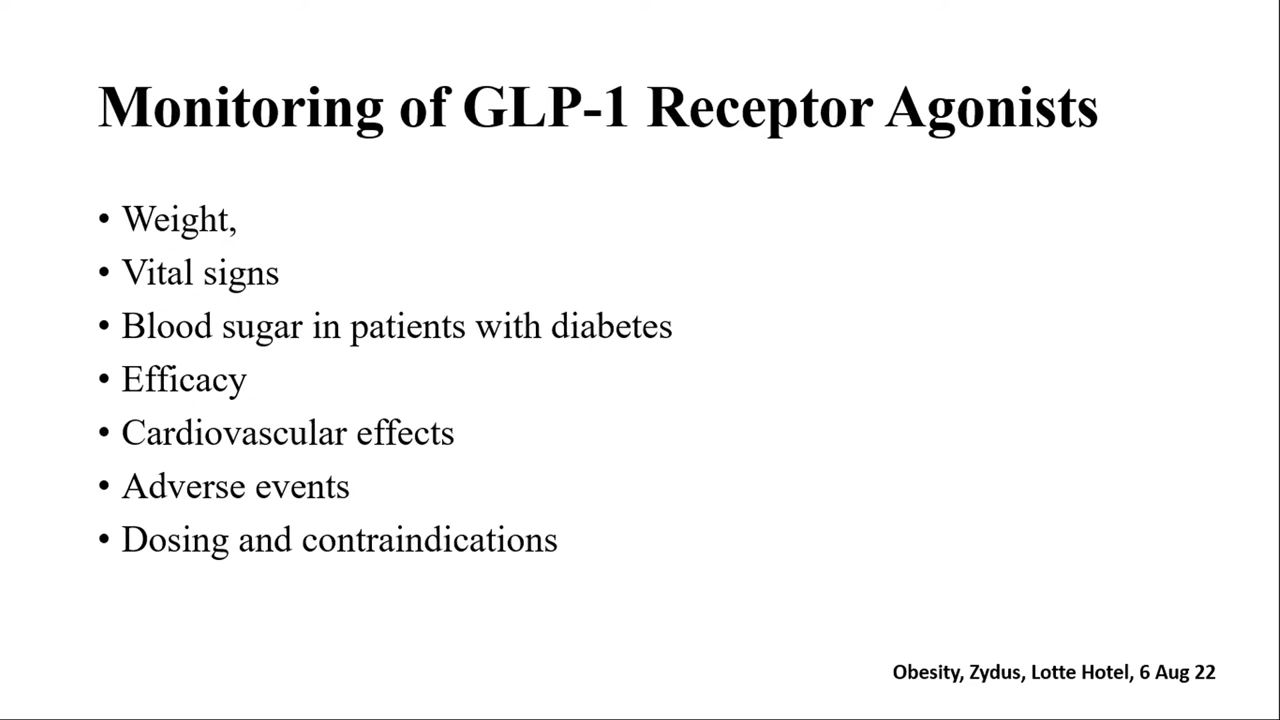 Monitoring of GLP-1 Receptor Agonists
• Weight,
• Vital signs
• Blood sugar in patients with diabetes
• Efficacy
• Cardiovascular effects
• Adverse events
• Dosing and contraindications
Obesity, Zydus, Lotte Hotel, 6 Aug 22